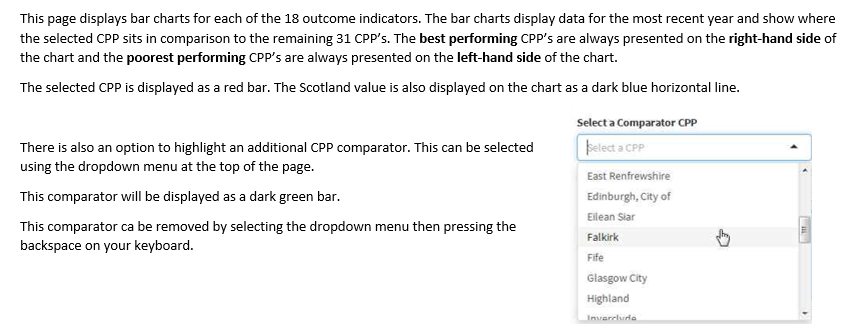 This page displays bar charts for each of the 18 outcome indicators. The bar charts display data for the most recent year and show where
the selected CPP sits in comparison to the remaining 31 CPP's. The best performing CPP's are always presented on the right-hand side of
the chart and the poorest performing CPP's are always presented on the left-hand side of the chart.
The selected CPP is displayed as a red bar. The Scotland value is also displayed on the chart as a dark blue horizontal line.
There is also an option to highlight an additional CPP comparator. This can be selected
using the dropdown menu at the top of the page.
This comparator will be displayed as a dark green bar.
This comparator ca be removed by selecting the dropdown menu then pressing the
backspace on your keyboard.
Select a Comparator CPP
Select a CPP
East Renfrewshire
Edinburgh, City of
Eilean Siar
Falkirk
Fife
Glasgow City
Highland
Inverclyde